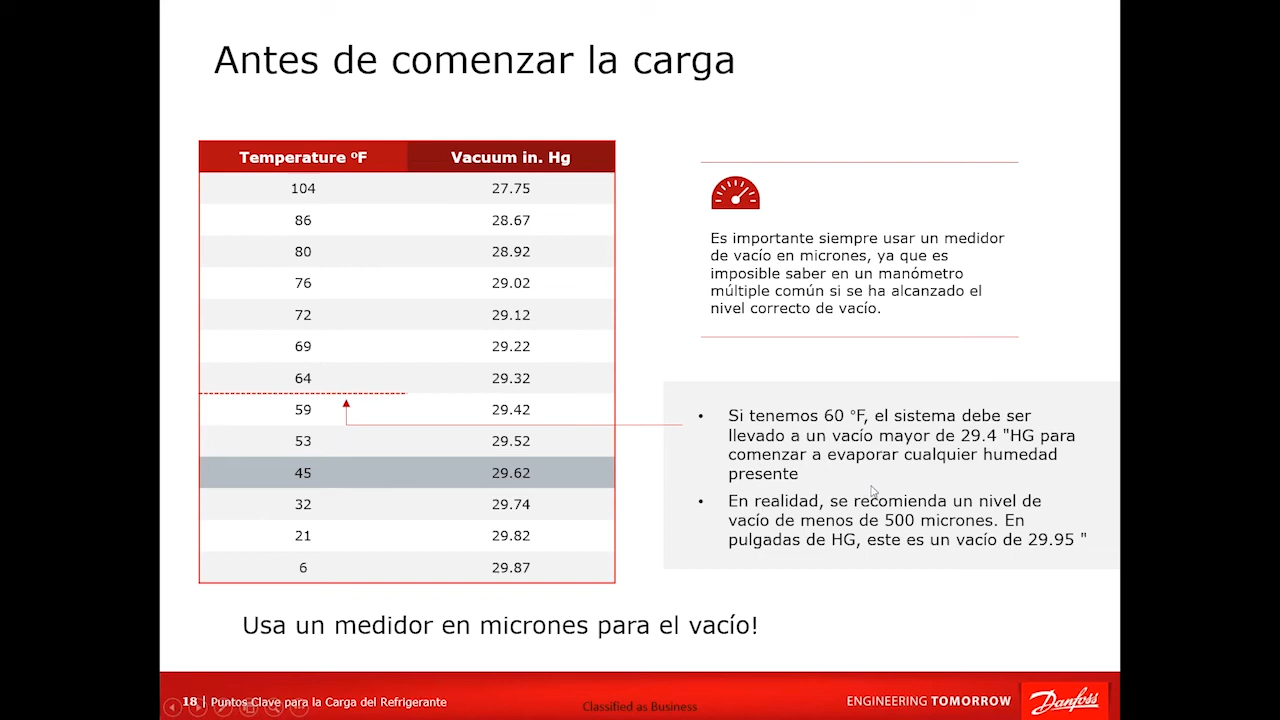 Antes de comenzar la carga
Temperature ºF Vacuum in. Hg
104 27.75
86 28.67
80 28.92
76 29.02
72 29.12
69 29.22
64 29.32
59 29.42
53 29.52
45 29.62
32 29.74
21 29.82
6 29.87
Es importante siempre usar un medidor
de vacío en micrones, ya que es
imposible saber en un manómetro
múltiple común si se ha alcanzado el
nivel correcto de vacío.
• Si tenemos 60 °F, el sistema debe ser
llevado a un vacío mayor de 29.4 "HG para
comenzar a evaporar cualquier humedad
presente
• En realidad, se recomienda un nivel de
vacío de menos de 500 micrones. En
pulgadas de HG, este es un vacío de 29.95 "
Usa un medidor en micrones para el vacío!
18 | Puntos Clave para la Carga del Refrigerante
Classified as Business
ENGINEERING TOMORROW
Danfoss